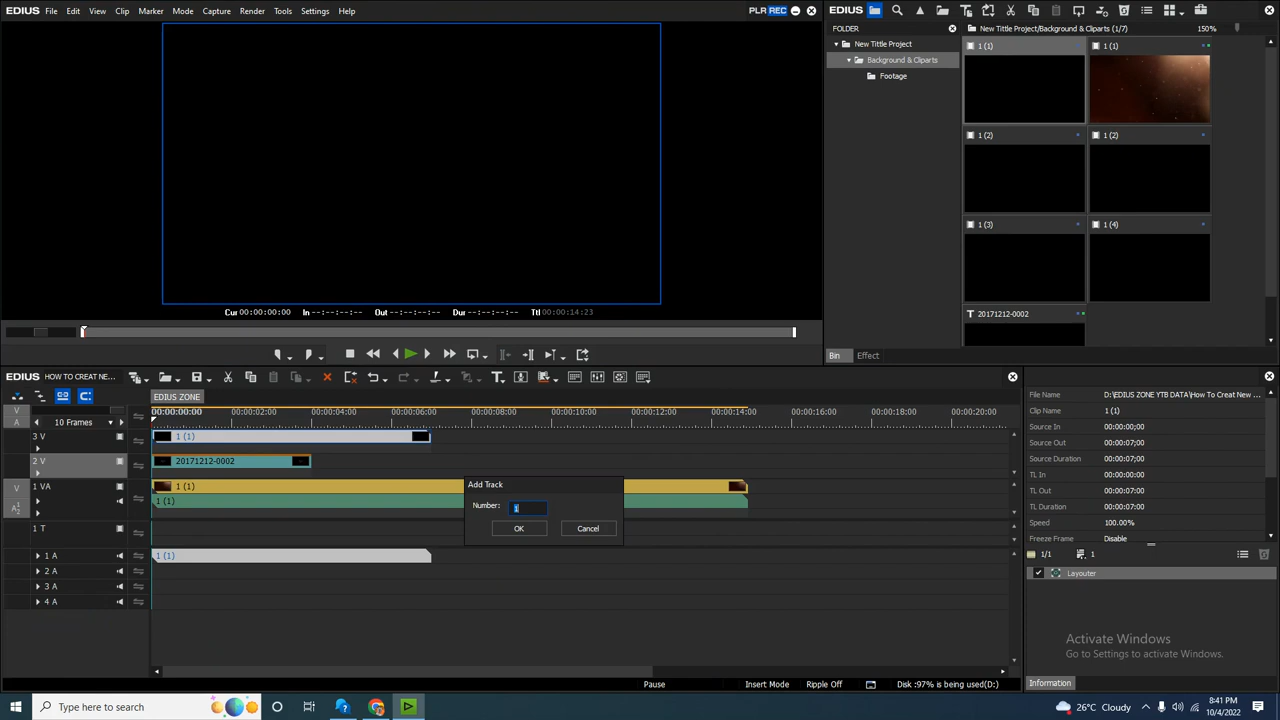 EDIUS File Edit View Clip Marker Mode Capture Render Tools Settings Help PLR REC EDIUS
FOLDER New Tittle Project/Background & Cliparts (1/7) 150%
New Tittle Project
Background & Cliparts
Footage
1 (1) 1 (1)
1 (2) 1 (2)
1 (3) 1 (4)
T 20171212-0002
Cur 00:00:00:00 In --:--:--:-- Out --:--:--:-- Dur --:--:--:-- Ttl 00:00:14:23
Bin Effect
EDIUS HOW TO CREAT NE... T
EDIUS ZONE
V A 00:00:00:00 00:00:02:00 00:00:04:00 00:00:06:00 00:00:08:00 00:00:10:00 00:00:12:00 00:00:14:00 00:00:16:00 00:00:18:00 00:00:20:00
10 Frames
3 V 1 (1)
2 V 20171212-0002
V 1 VA 1 (1)
1 (1)
1 T
1 A 1 (1)
2 A
3 A
4 A
Add Track
Number: 1
OK Cancel
File Name D:\EDIUS ZONE YTB DATA\How To Creat New ...
Clip Name 1 (1)
Source In 00:00:00;00
Source Out 00:00:07;00
Source Duration 00:00:07;00
TL In 00:00:00:00
TL Out 00:00:07:00
TL Duration 00:00:07:00
Speed 100.00%
Freeze Frame Disable
1/1 1
Layouter
Activate Windows
Go to Settings to activate Windows.
Information
Pause Insert Mode Ripple Off Disk :97% is being used(D:)
Type here to search
26°C Cloudy
8:41 PM
10/4/2022